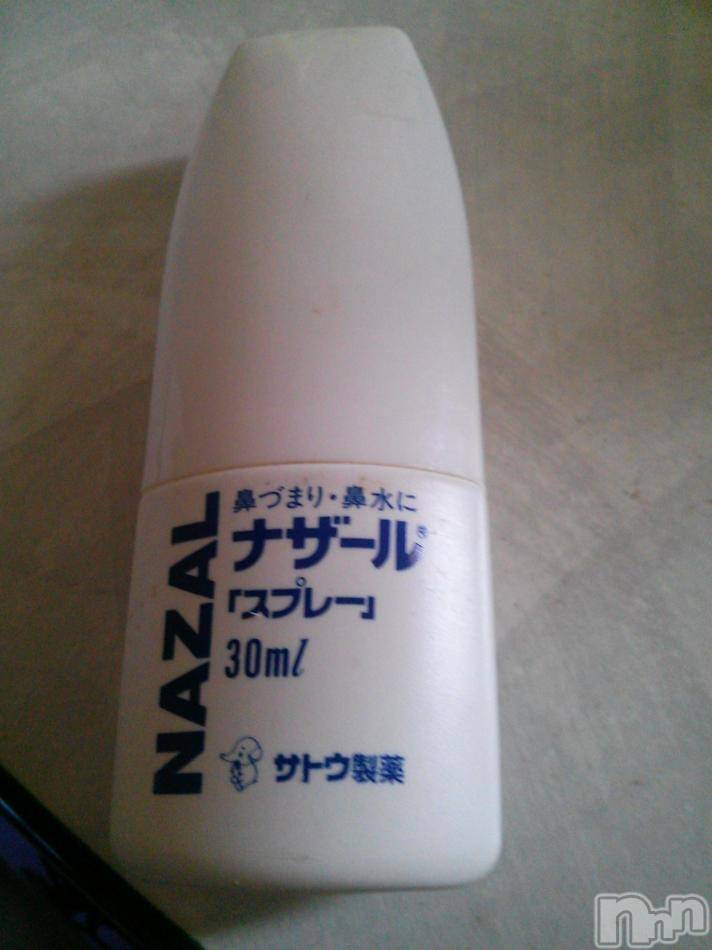 NAZAL
鼻づまり・鼻水に
ナザール®
「スプレー」
30ml
サトウ製薬
nnn